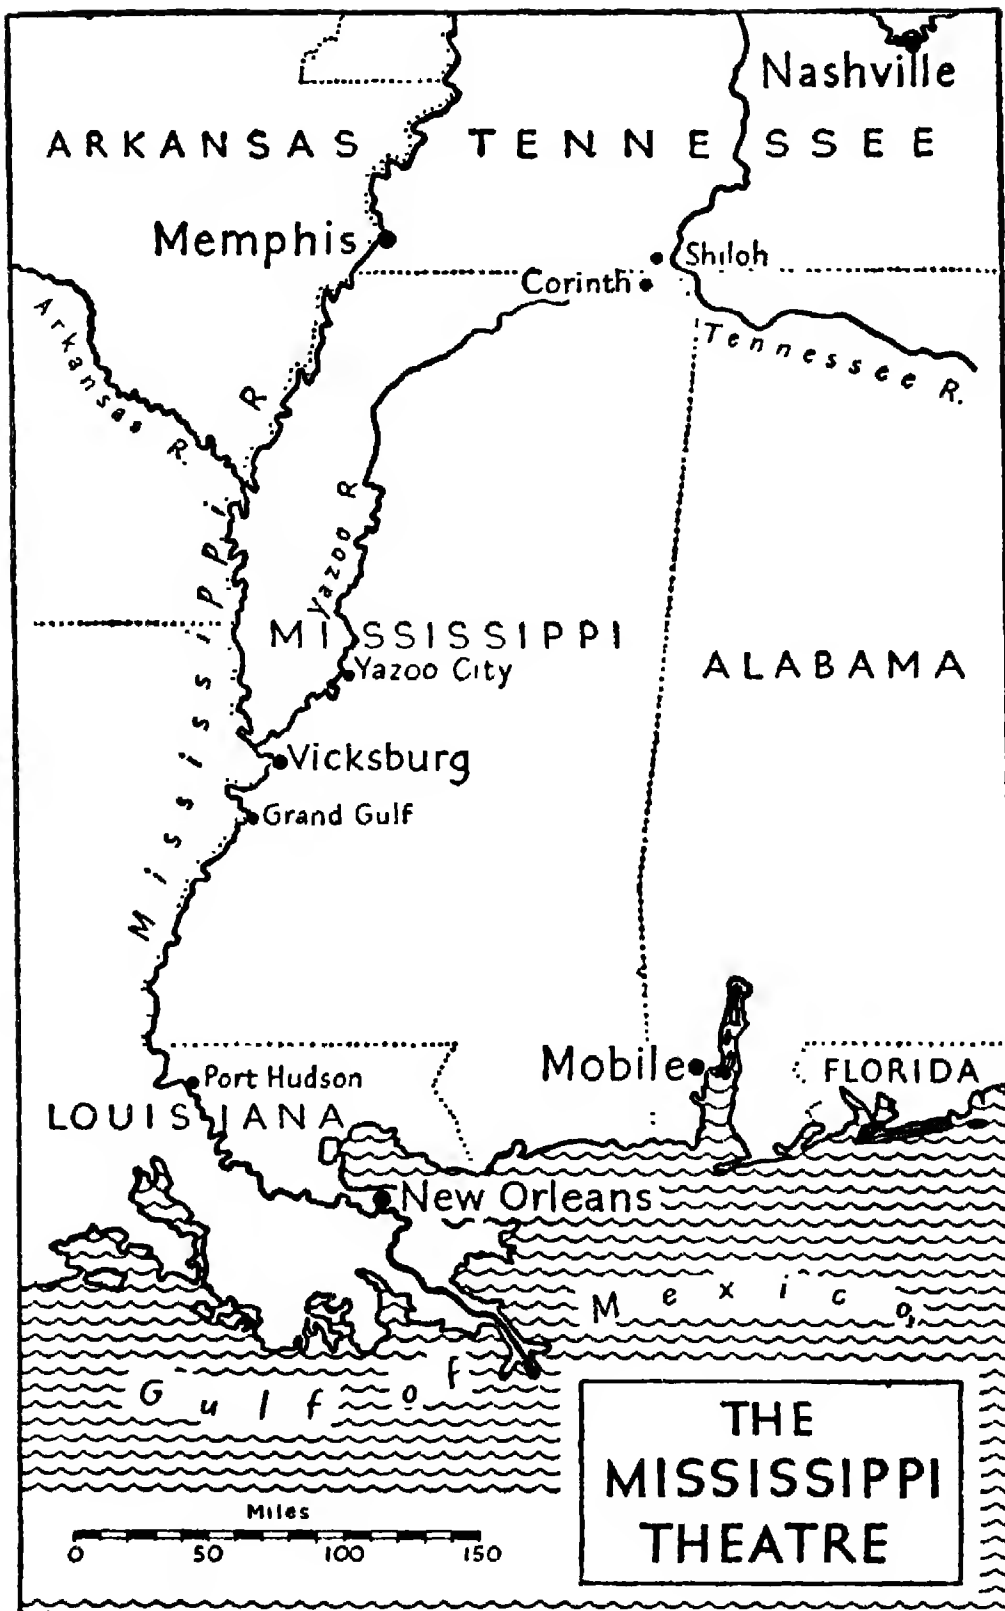 Nashville
ARKANSAS
TENNESSEE
Memphis
Shiloh
Corinth
Arkansas R.
Tennessee R.
Mississippi R
Yazoo R
MISSISSIPPI
Yazoo City
ALABAMA
Vicksburg
Grand Gulf
Mobile
FLORIDA
Port Hudson
LOUISIANA
New Orleans
Gulf of Mexico
THE
MISSISSIPPI
THEATRE
Miles
0 50 100 150